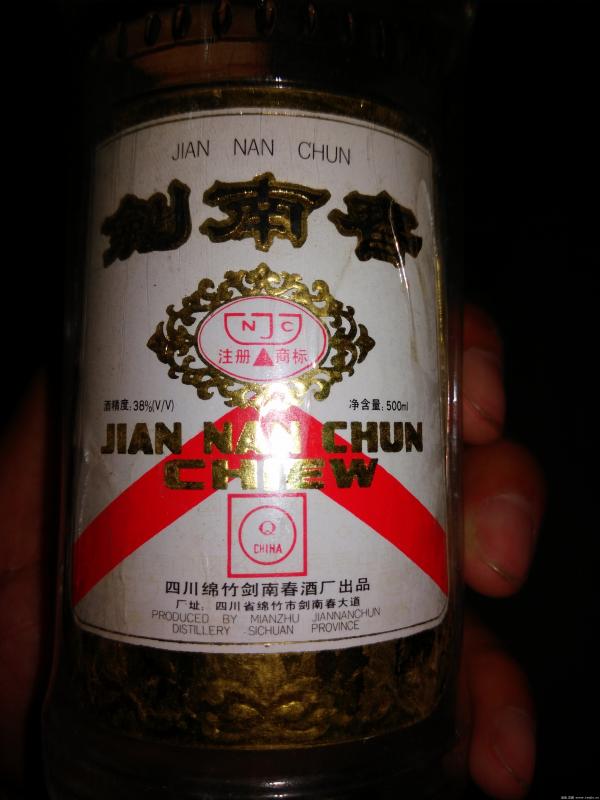 JIAN NAN CHUN
剑南春
NJC
注册 商标
酒精度: 38%(V/V) 净含量: 500ml
JIAN NAN CHUN
CHIEW
Q
CHINA
四川绵竹剑南春酒厂出品
厂址: 四川省绵竹市剑南春大道
PRODUCED BY MIANZHU JIANNANCHUN
DISTILLERY SICHUAN PROVINCE